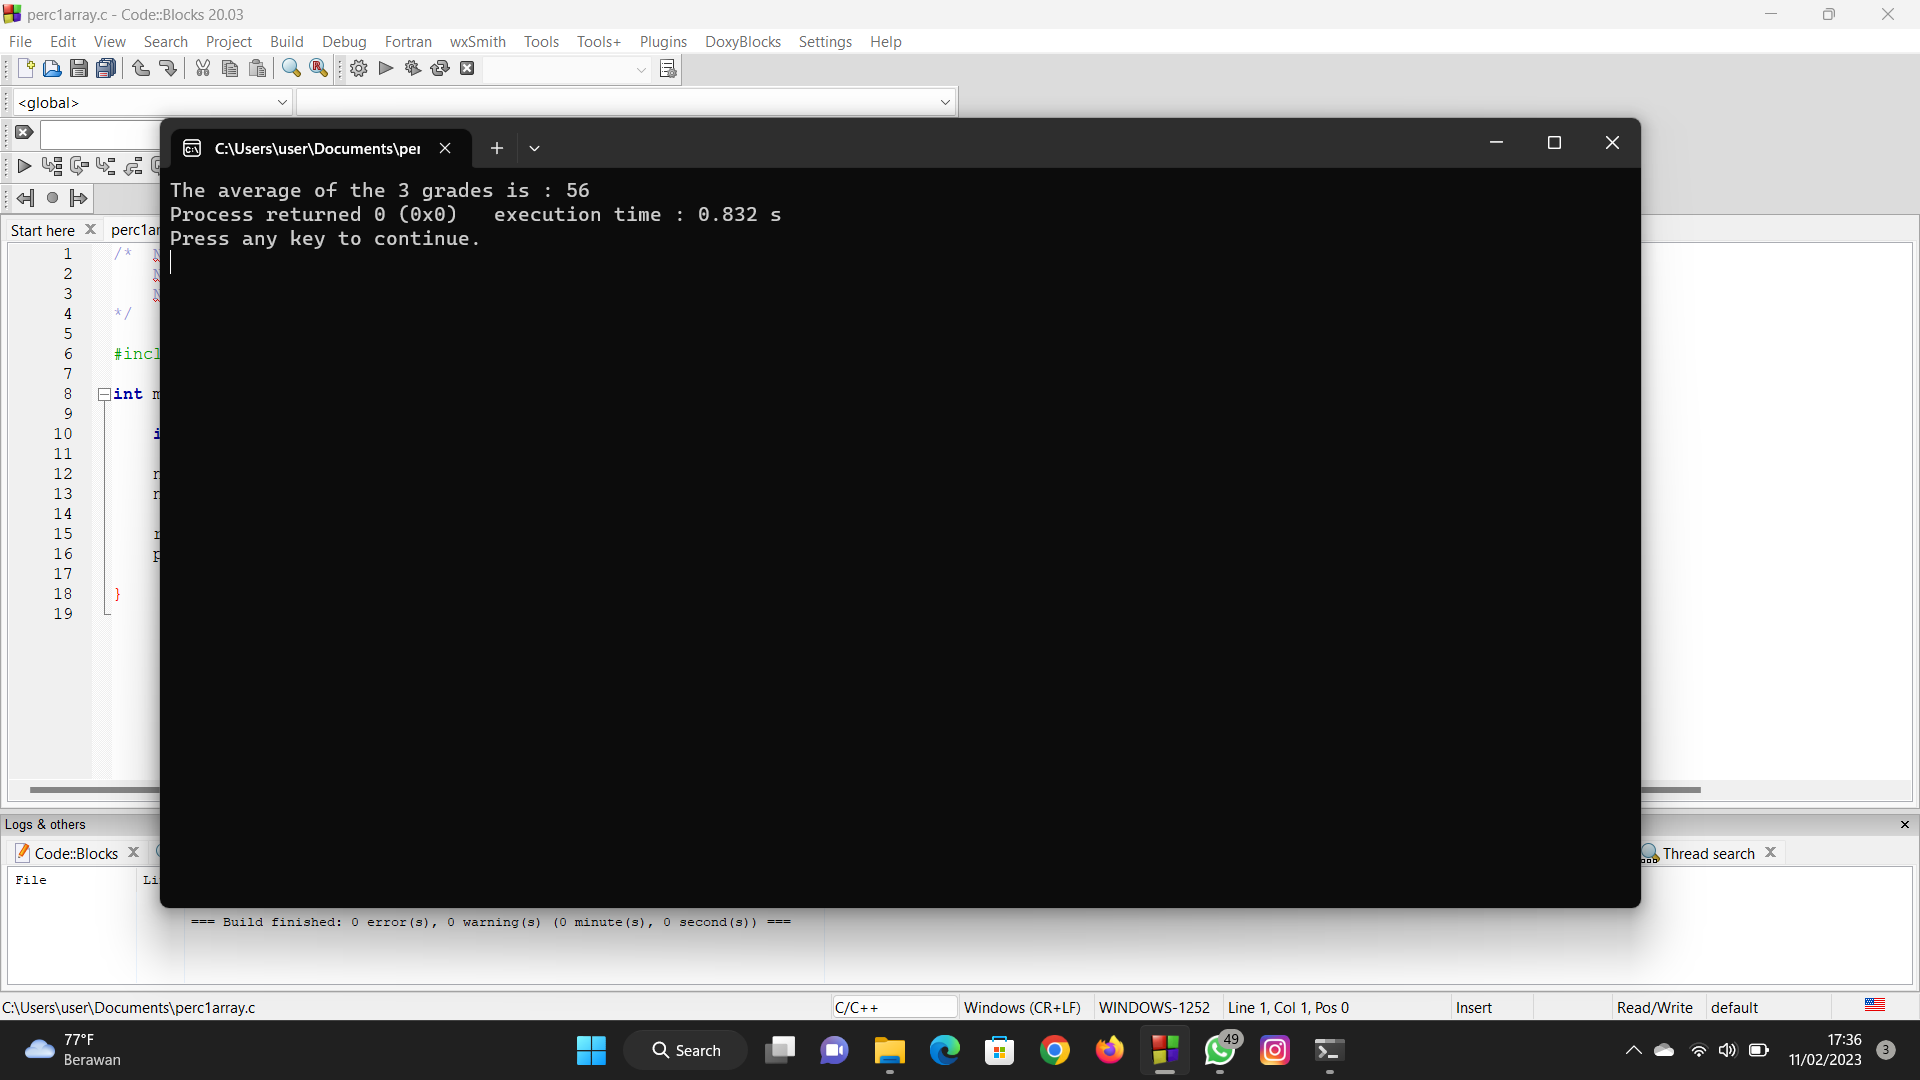 perc1array.c - Code::Blocks 20.03
File Edit View Search Project Build Debug Fortran wxSmith Tools Tools+ Plugins DoxyBlocks Settings Help
<global>
C:\Users\user\Documents\per
The average of the 3 grades is : 56
Process returned 0 (0x0)   execution time : 0.832 s
Press any key to continue.
Start here perc1ar
1 /*
2
3
4 */
5
6 #incl
7
8 int m
9
10 i
11
12 n
13 n
14
15 r
16 p
17
18 }
19
Logs & others
Code::Blocks Thread search
File Li
=== Build finished: 0 error(s), 0 warning(s) (0 minute(s), 0 second(s)) ===
C:\Users\user\Documents\perc1array.c C/C++ Windows (CR+LF) WINDOWS-1252 Line 1, Col 1, Pos 0 Insert Read/Write default
77°F
Berawan
Search
49
17:36
11/02/2023
3